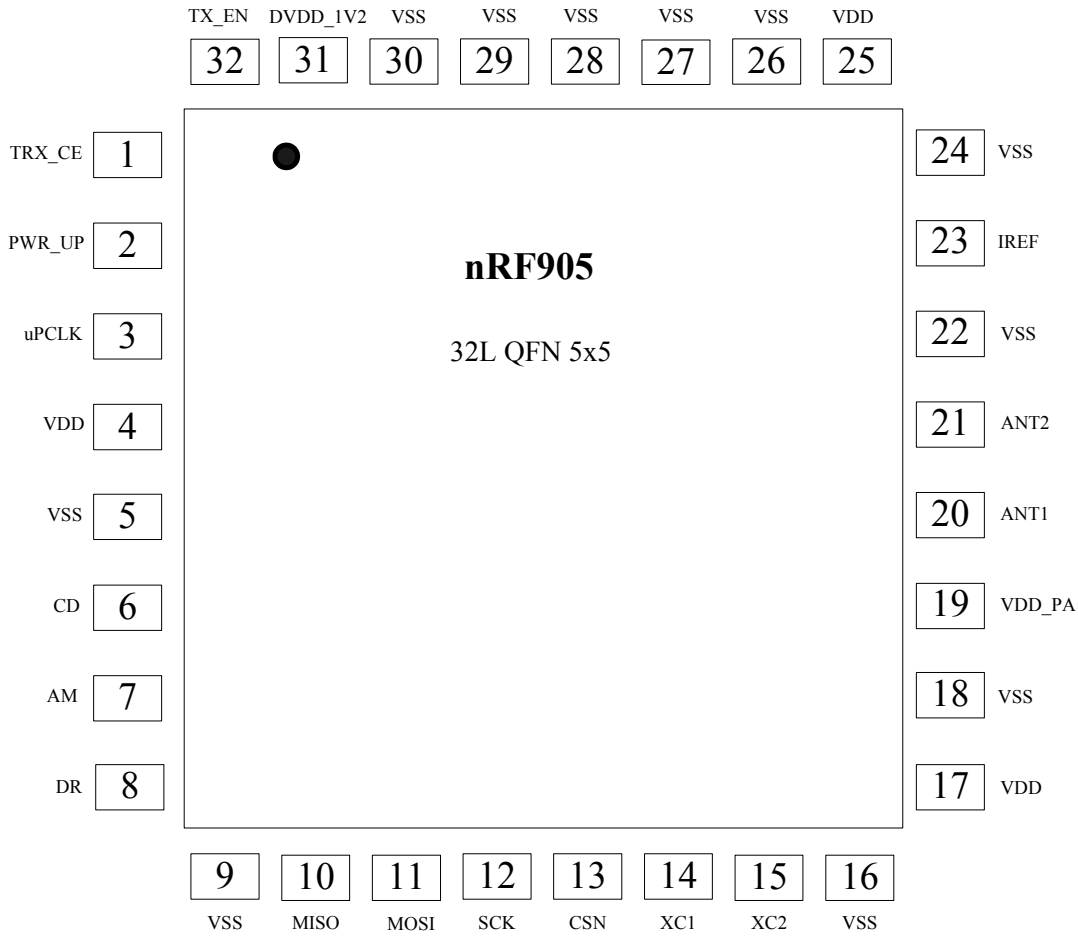 TX_EN DVDD_1V2 VSS VSS VSS VSS VSS VDD
32 31 30 29 28 27 26 25
TRX_CE 1 24 VSS
PWR_UP 2 23 IREF
nRF905
uPCLK 3 22 VSS
32L QFN 5x5
VDD 4 21 ANT2
VSS 5 20 ANT1
CD 6 19 VDD_PA
AM 7 18 VSS
DR 8 17 VDD
9 10 11 12 13 14 15 16
VSS MISO MOSI SCK CSN XC1 XC2 VSS